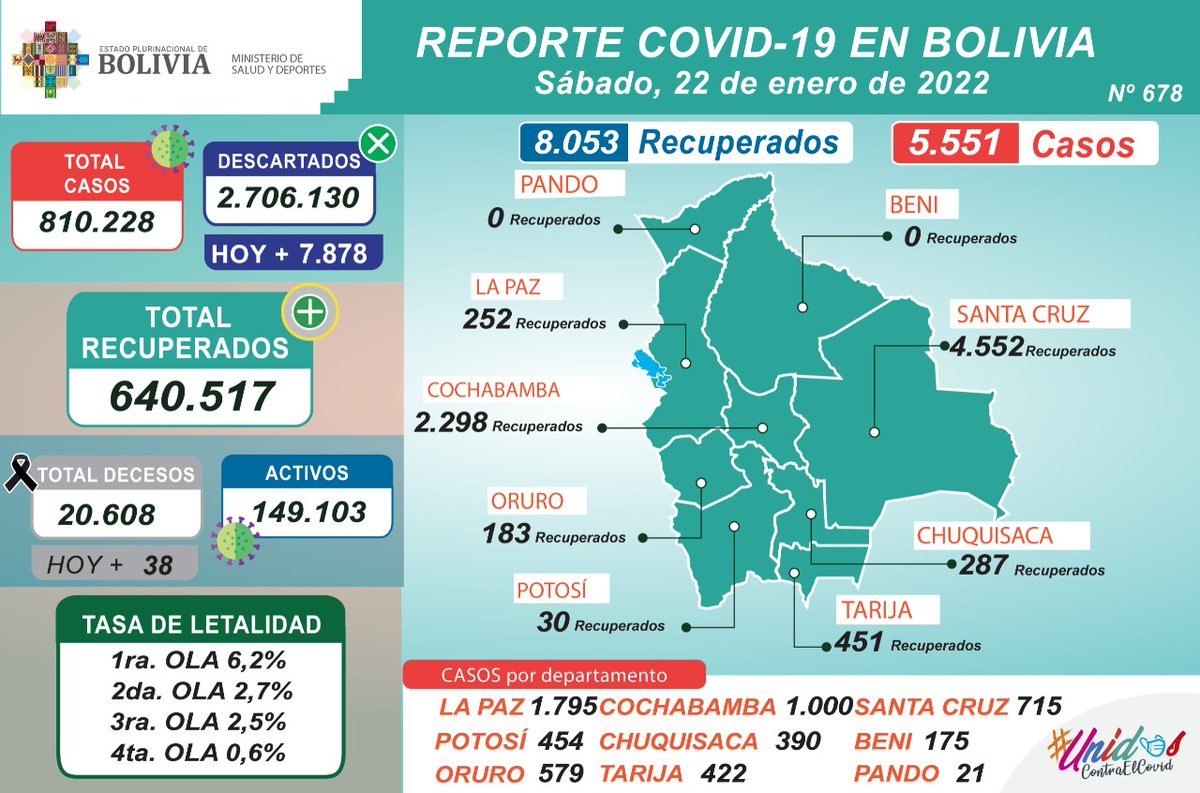 ESTADO PLURINACIONAL DE
BOLIVIA
MINISTERIO DE
SALUD Y DEPORTES
REPORTE COVID-19 EN BOLIVIA
Sábado, 22 de enero de 2022
Nº 678
TOTAL
CASOS
810.228
DESCARTADOS
2.706.130
HOY + 7.878
TOTAL
RECUPERADOS
640.517
TOTAL DECESOS
20.608
HOY + 38
ACTIVOS
149.103
TASA DE LETALIDAD
1ra. OLA 6,2%
2da. OLA 2,7%
3ra. OLA 2,5%
4ta. OLA 0,6%
8.053 Recuperados
5.551 Casos
PANDO
0 Recuperados
BENI
0 Recuperados
LA PAZ
252 Recuperados
SANTA CRUZ
4.552 Recuperados
COCHABAMBA
2.298 Recuperados
ORURO
183 Recuperados
CHUQUISACA
287 Recuperados
POTOSÍ
30 Recuperados
TARIJA
451 Recuperados
CASOS por departamento
LA PAZ 1.795 COCHABAMBA 1.000 SANTA CRUZ 715
POTOSÍ 454 CHUQUISACA 390 BENI 175
ORURO 579 TARIJA 422 PANDO 21
#Unidos
ContraElCovid